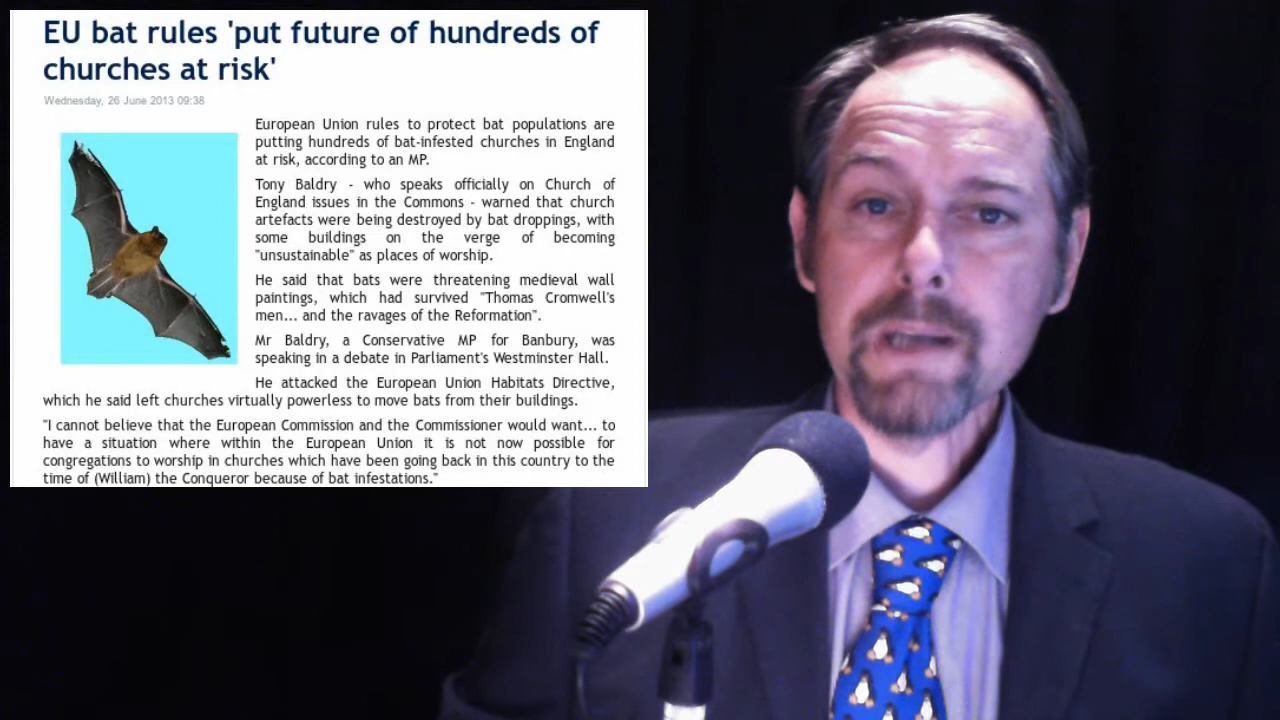 EU bat rules 'put future of hundreds of
churches at risk'
Wednesday, 26 June 2013 09:38
European Union rules to protect bat populations are
putting hundreds of bat-infested churches in England
at risk, according to an MP.
Tony Baldry - who speaks officially on Church of
England issues in the Commons - warned that church
artefacts were being destroyed by bat droppings, with
some buildings on the verge of becoming
"unsustainable" as places of worship.
He said that bats were threatening medieval wall
paintings, which had survived "Thomas Cromwell's
men... and the ravages of the Reformation".
Mr Baldry, a Conservative MP for Banbury, was
speaking in a debate in Parliament's Westminster Hall.
He attacked the European Union Habitats Directive,
which he said left churches virtually powerless to move bats from their buildings.
"I cannot believe that the European Commission and the Commissioner would want... to
have a situation where within the European Union it is not now possible for
congregations to worship in churches which have been going back in this country to the
time of (William) the Conqueror because of bat infestations."